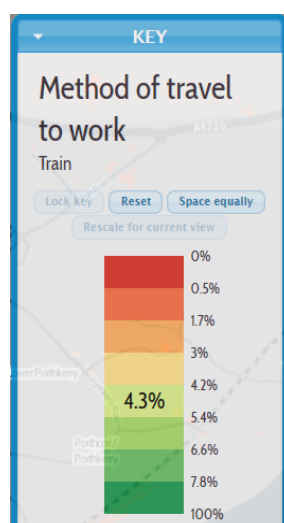 KEY
Method of travel
to work
Train
A4226
Lock key Reset Space equally
Rescale for current view
0%
0.5%
1.7%
3%
4.2%
4.3%
5.4%
6.6%
7.8%
100%